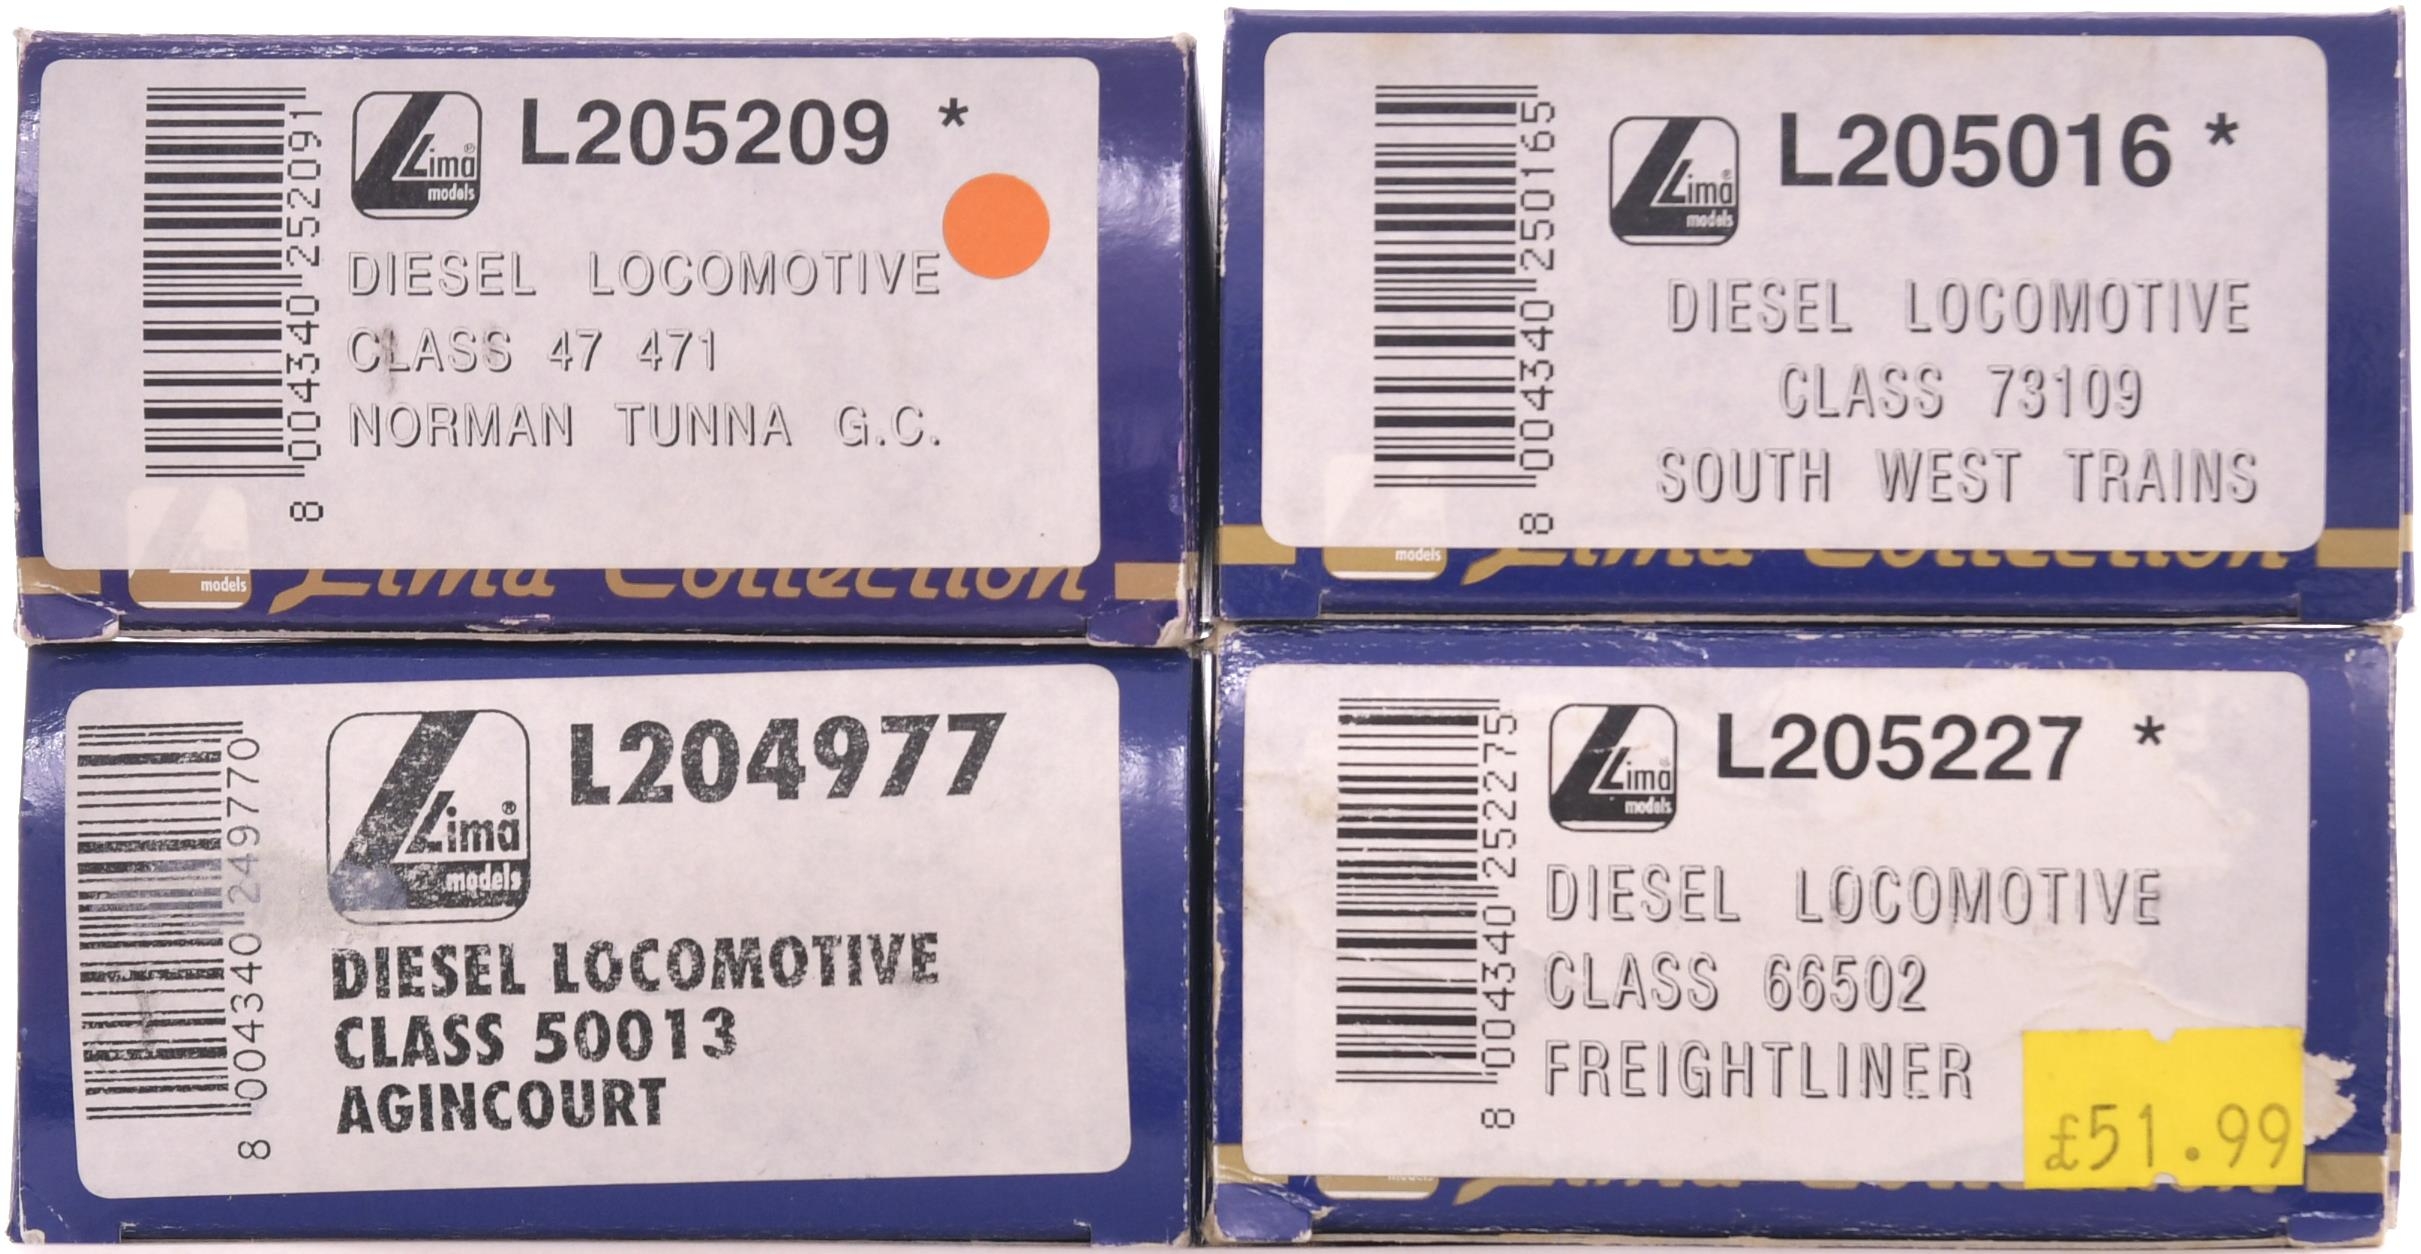 L205209 *
Lima®
models
DIESEL LOCOMOTIVE
CLASS 47 471
NORMAN TUNNA G.C.
8 004340 252091
models
Lima Collection
L205016 *
Lima®
models
DIESEL LOCOMOTIVE
CLASS 73109
SOUTH WEST TRAINS
8 004340 250165
models
Lima Collection
L204977
Lima®
models
DIESEL LOCOMOTIVE
CLASS 50013
AGINCOURT
8 004340 249770
L205227 *
Lima®
models
DIESEL LOCOMOTIVE
CLASS 66502
FREIGHTLINER
8 004340 252275
£51.99
models
Lima Collection